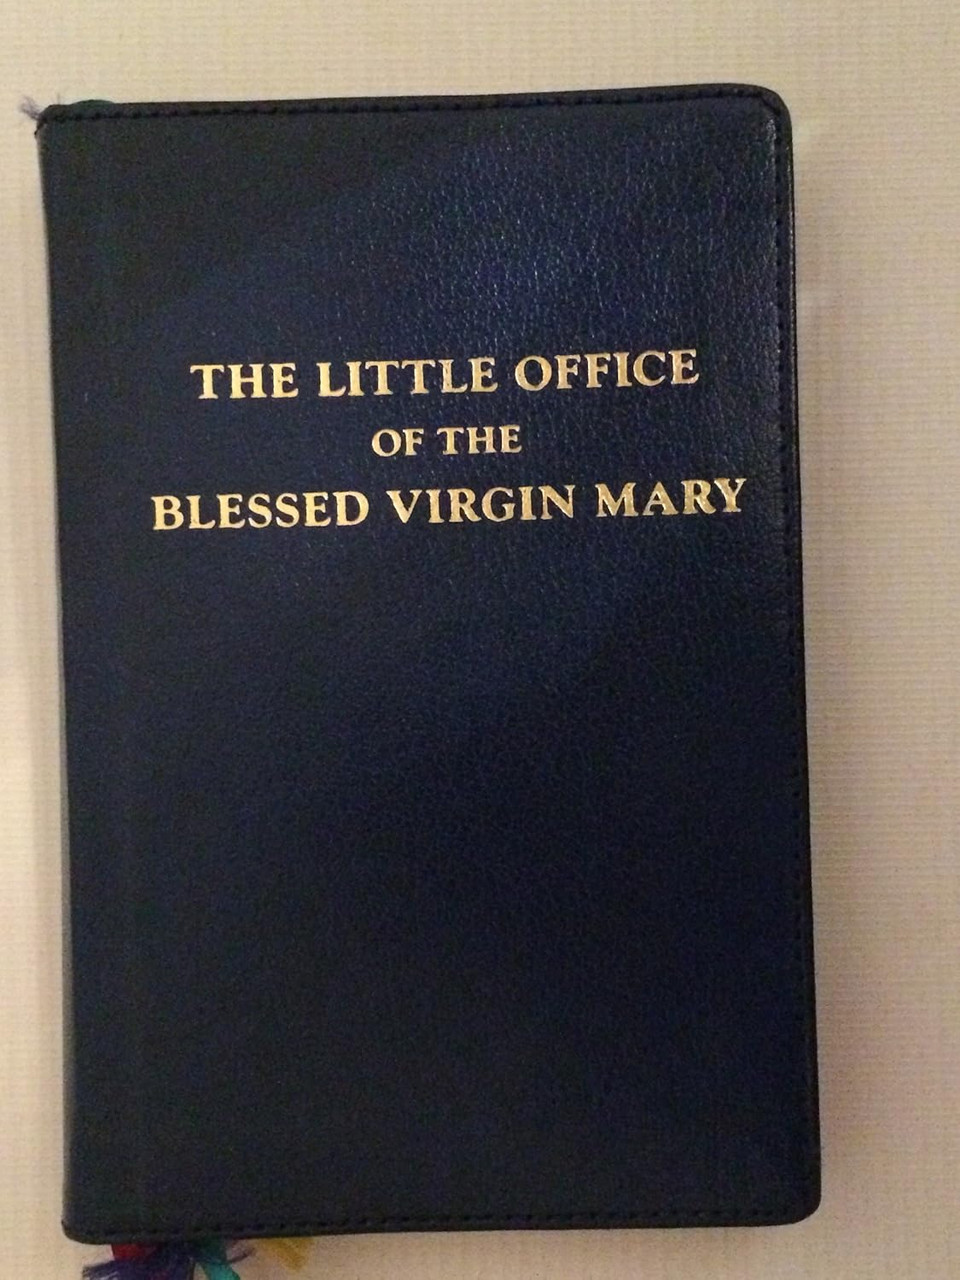 THE LITTLE OFFICE
OF THE
BLESSED VIRGIN MARY